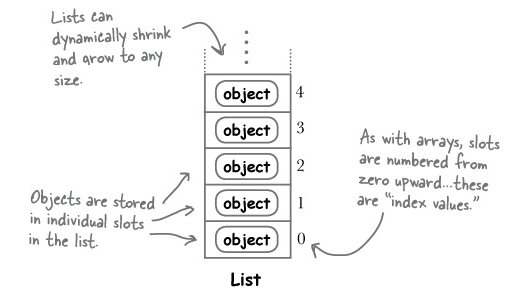 Lists can
dynamically shrink
and grow to any
size.
object 4
object 3
object 2
object 1
object 0
As with arrays, slots
are numbered from
zero upward...these
are “index values.”
Objects are stored
in individual slots
in the list.
List